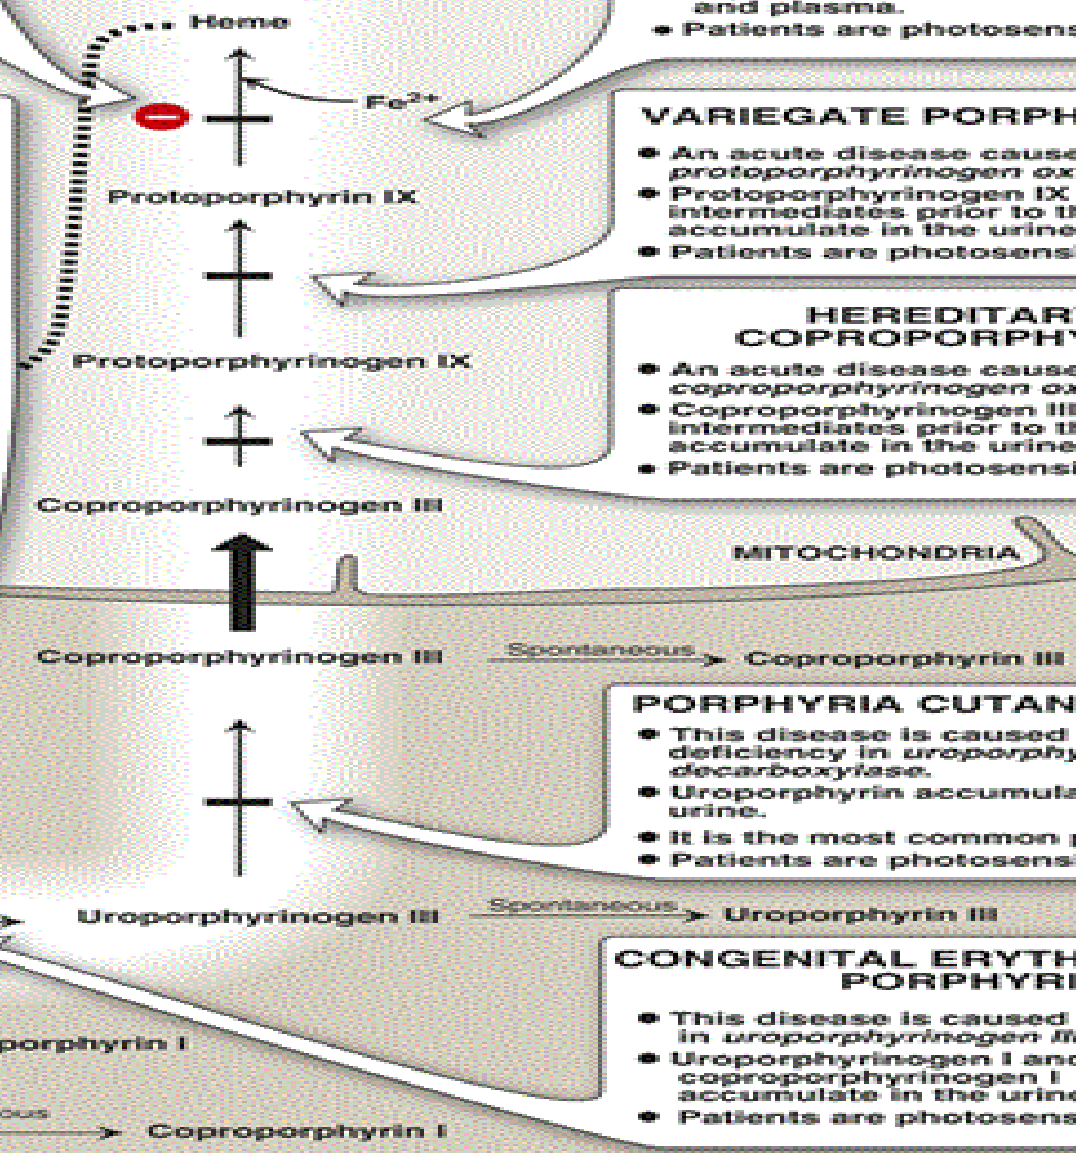 and plasma.
• Patients are photosens
Heme
Fe²⁺
VARIEGATE PORPH
• An acute disease cause
protoporphyrinogen ox
• Protoporphyrinogen IX
intermediates prior to th
accumulate in the urine
• Patients are photosensi
Protoporphyrin IX
HEREDITAR
COPROPORPHY
• An acute disease cause
coproporphyrinogen ox
• Coproporphyrinogen III
intermediates prior to th
accumulate in the urine
• Patients are photosensi
Protoporphyrinogen IX
Coproporphyrinogen III
MITOCHONDRIA
Coproporphyrinogen III
Spontaneous
Coproporphyrin III
PORPHYRIA CUTAN
• This disease is caused
deficiency in uroporphy
decarboxylase.
• Uroporphyrin accumula
urine.
• It is the most common p
• Patients are photosensi
Uroporphyrinogen III
Spontaneous
Uroporphyrin III
CONGENITAL ERYTH
PORPHYRI
• This disease is caused
in uroporphyrinogen III
• Uroporphyrinogen I and
coproporphyrinogen I
accumulate in the urine
• Patients are photosens
porphyrin I
ous
Coproporphyrin I